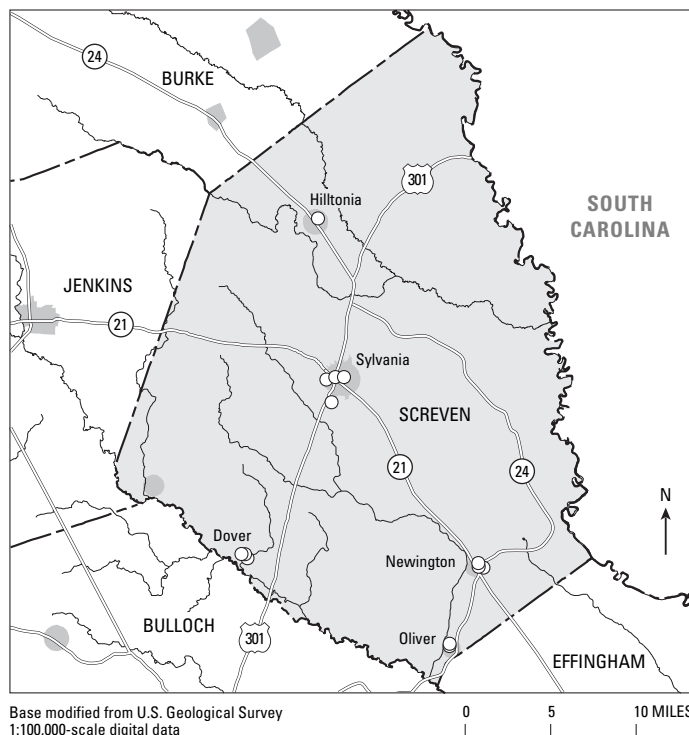 24
BURKE
301
Hilltonia
SOUTH
CAROLINA
JENKINS
21
Sylvania
SCREVEN
21
24
N
Dover
Newington
BULLOCH
301
Oliver
EFFINGHAM
Base modified from U.S. Geological Survey
1:100,000-scale digital data
0 5 10 MILES